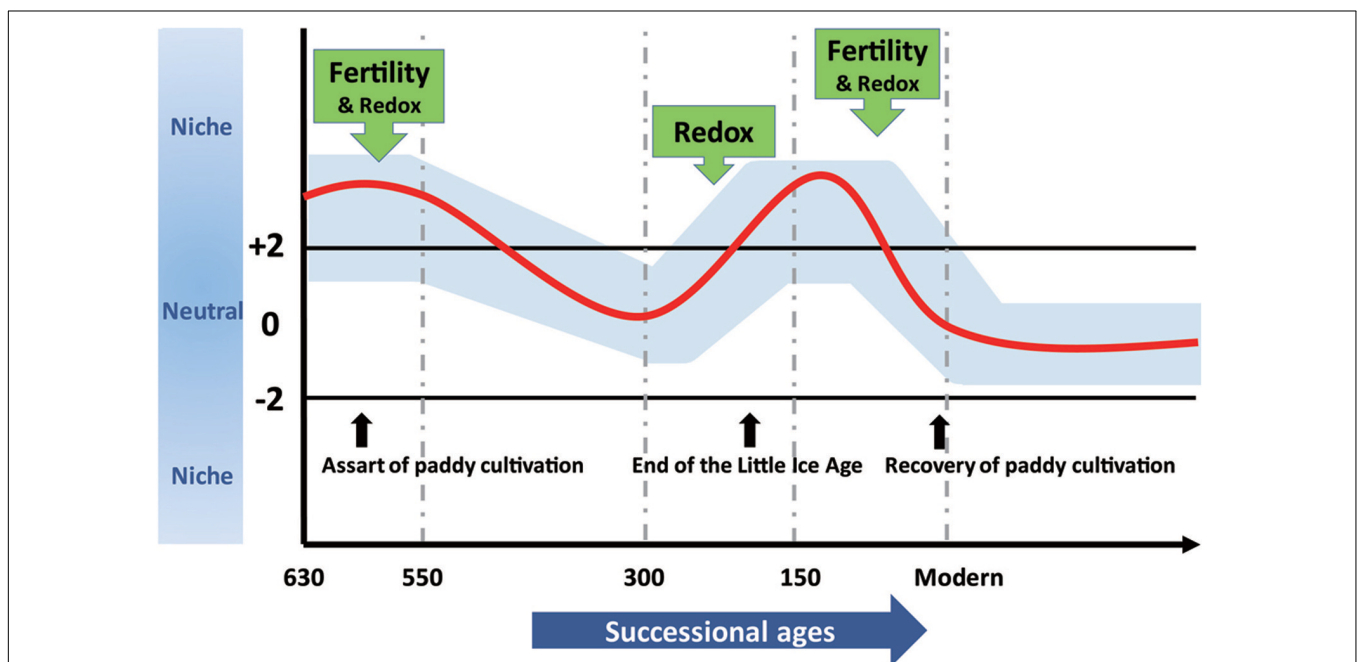 Fertility
& Redox
Fertility
& Redox
Redox
Niche
+2
Neutral
0
-2
Niche
Assart of paddy cultivation
End of the Little Ice Age
Recovery of paddy cultivation
630
550
300
150
Modern
Successional ages